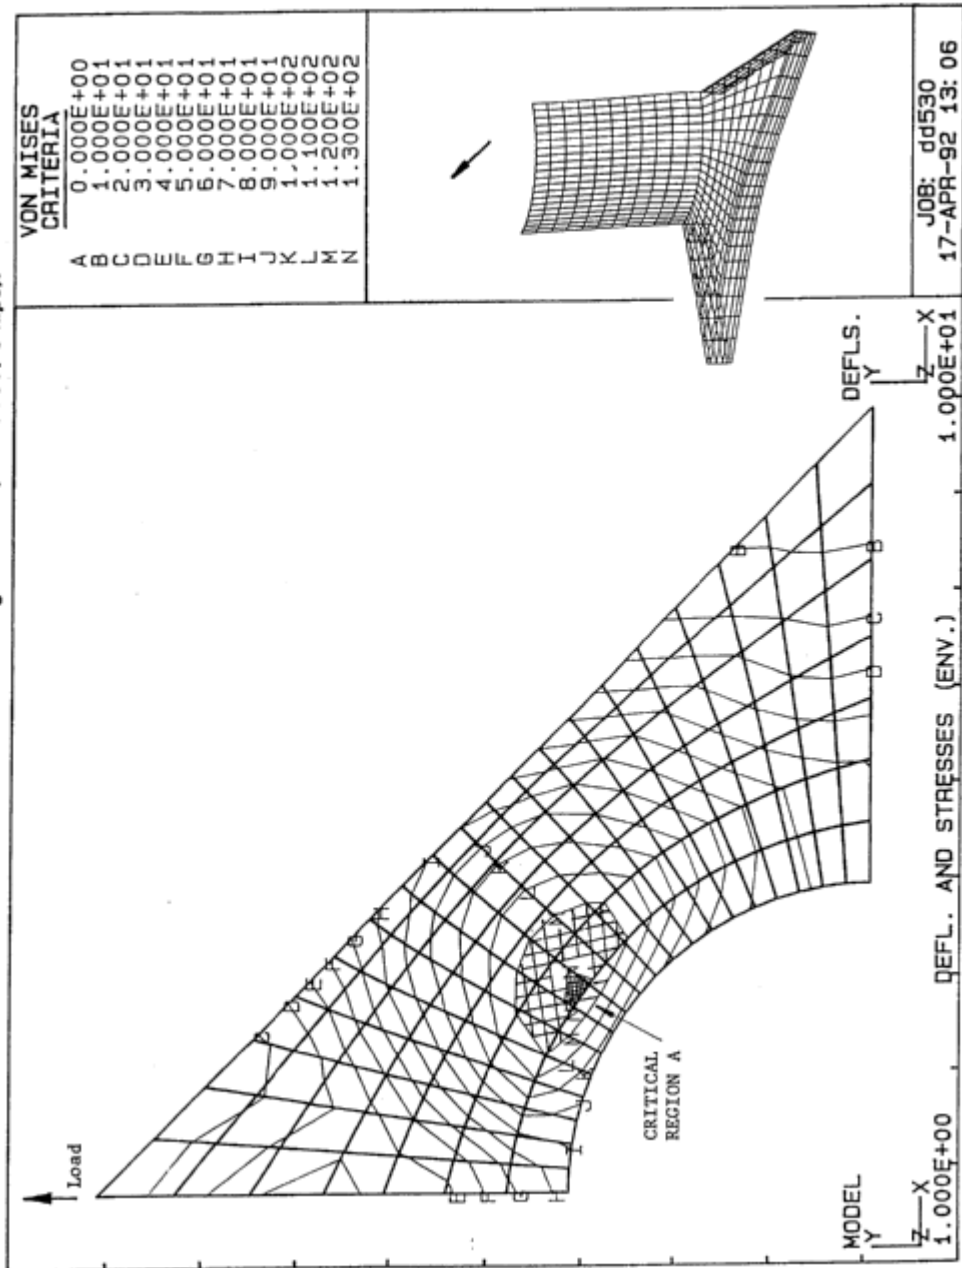 VON MISES
CRITERIA
A 0.000E+00
B 1.000E+01
C 2.000E+01
D 3.000E+01
E 4.000E+01
F 5.000E+01
G 6.000E+01
H 7.000E+01
I 8.000E+01
J 9.000E+01
K 1.000E+02
L 1.100E+02
M 1.200E+02
N 1.300E+02
JOB: dd530
17-APR-92 13:06
Load
E
F
G
H
I
J
K
E
F
G
H
I
J
B
B
C
D
CRITICAL
REGION A
MODEL
Y
Z X
1.000E+00
DEFL. AND STRESSES (ENV.)
DEFLS.
Y
Z X
1.000E+01